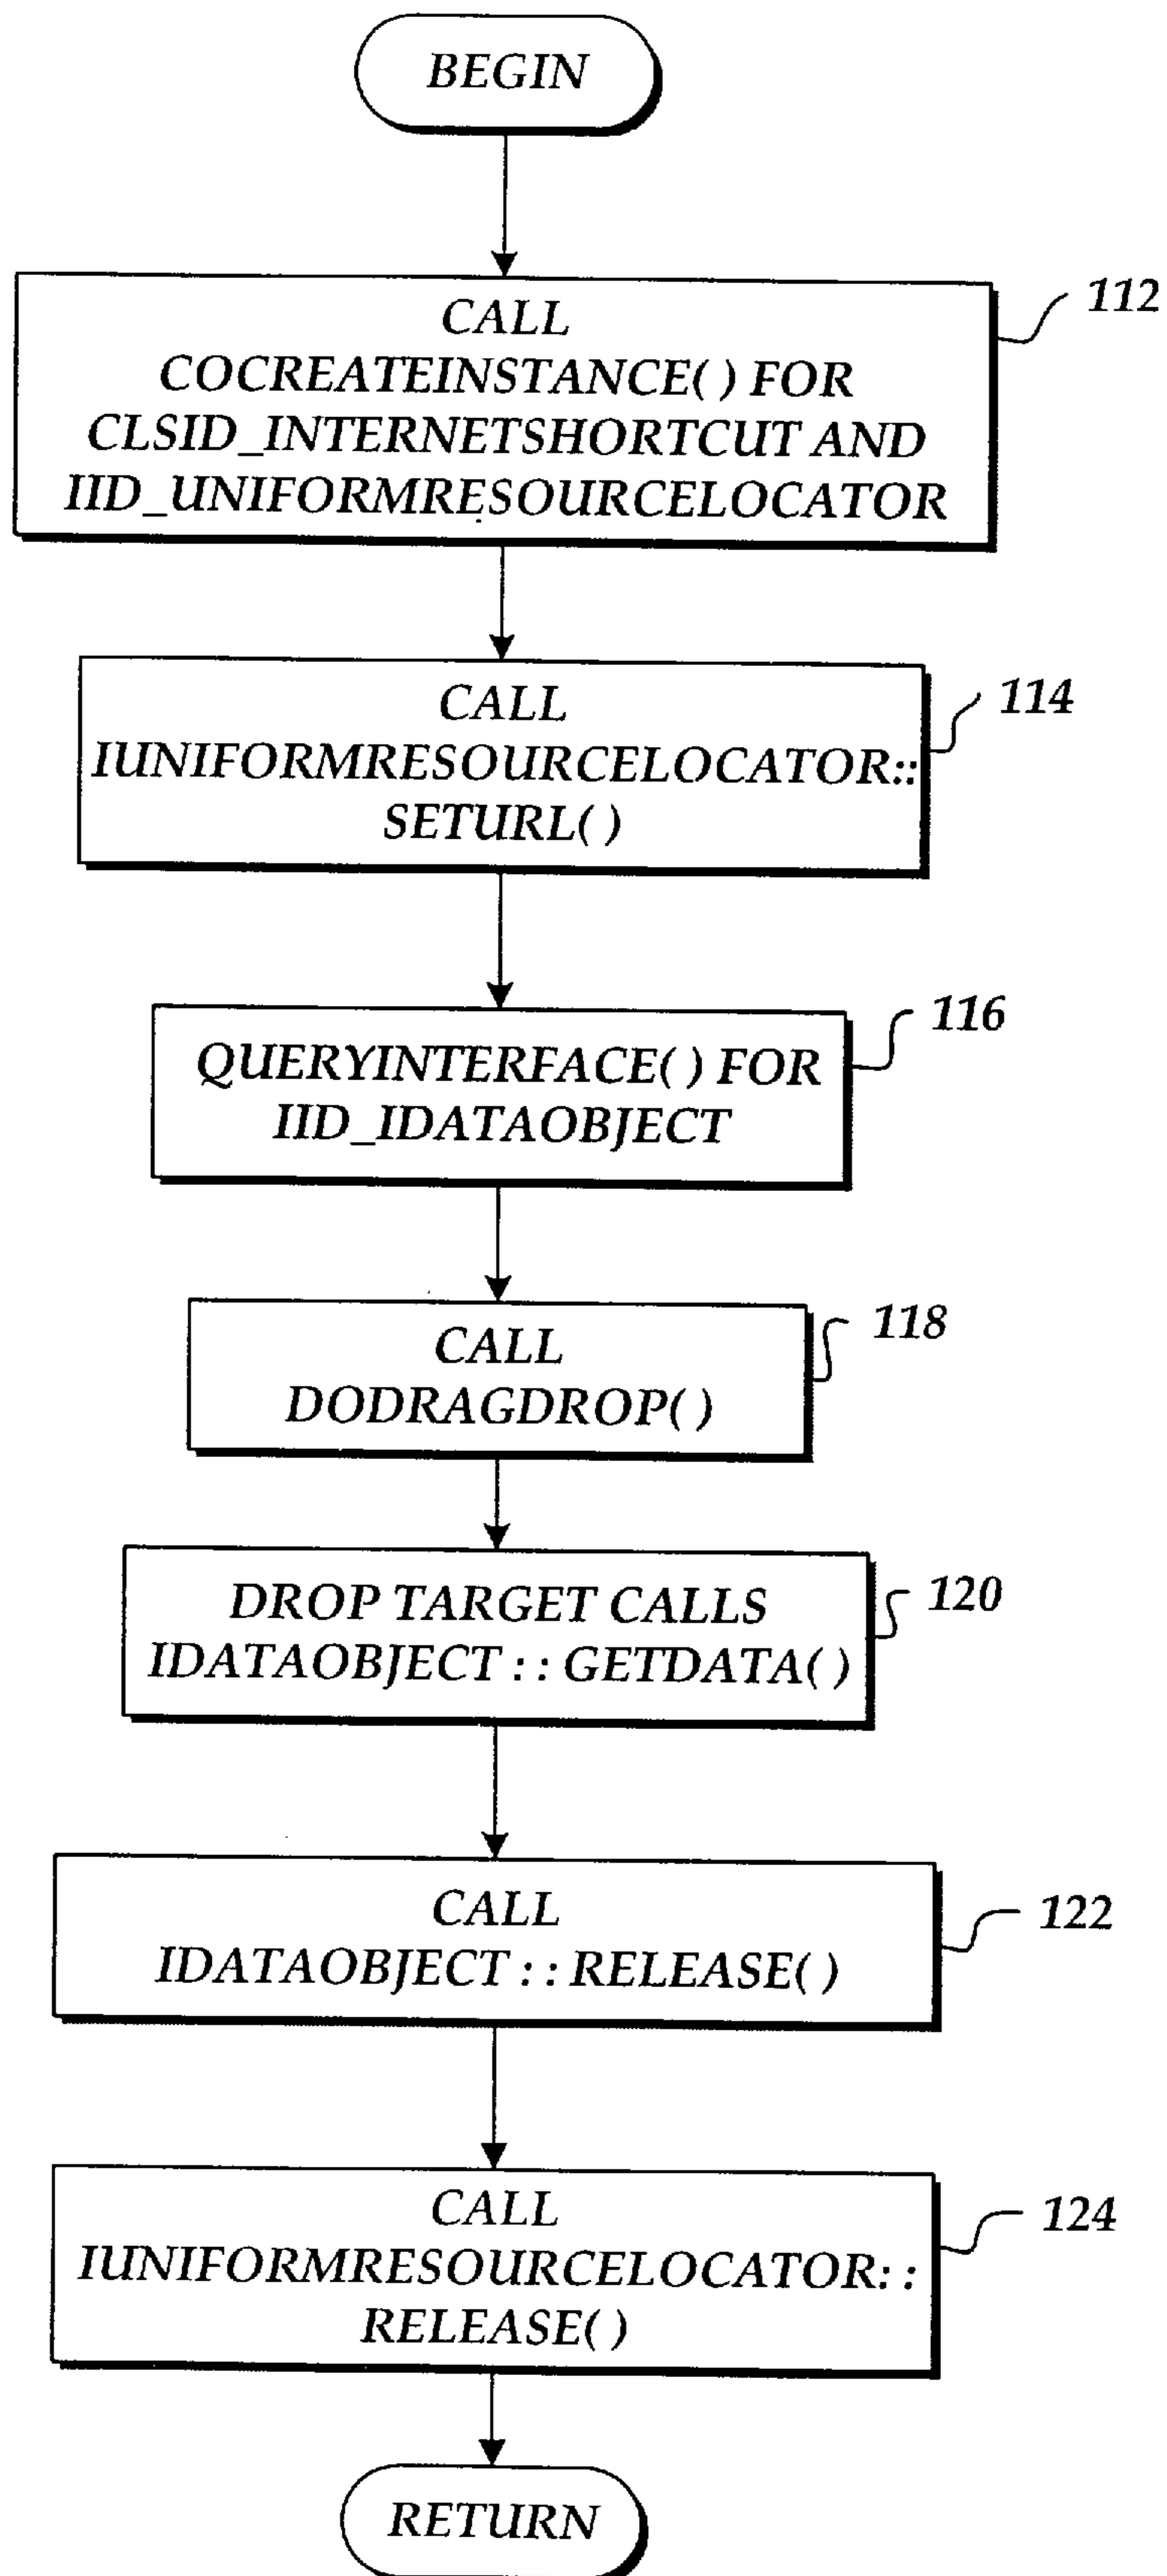 BEGIN
CALL
COCREATEINSTANCE( ) FOR
CLSID_INTERNETSHORTCUT AND
IID_UNIFORMRESOURCELOCATOR
112
CALL
IUNIFORMRESOURCELOCATOR::
SETURL( )
114
QUERYINTERFACE( ) FOR
IID_IDATAOBJECT
116
CALL
DODRAGDROP( )
118
DROP TARGET CALLS
IDATAOBJECT : : GETDATA( )
120
CALL
IDATAOBJECT : : RELEASE( )
122
CALL
IUNIFORMRESOURCELOCATOR: :
RELEASE( )
124
RETURN